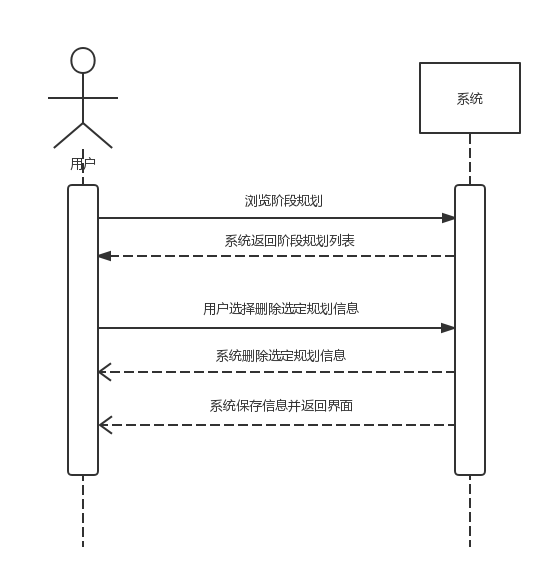 用户
系统
浏览阶段规划
系统返回阶段规划列表
用户选择删除选定规划信息
系统删除选定规划信息
系统保存信息并返回界面